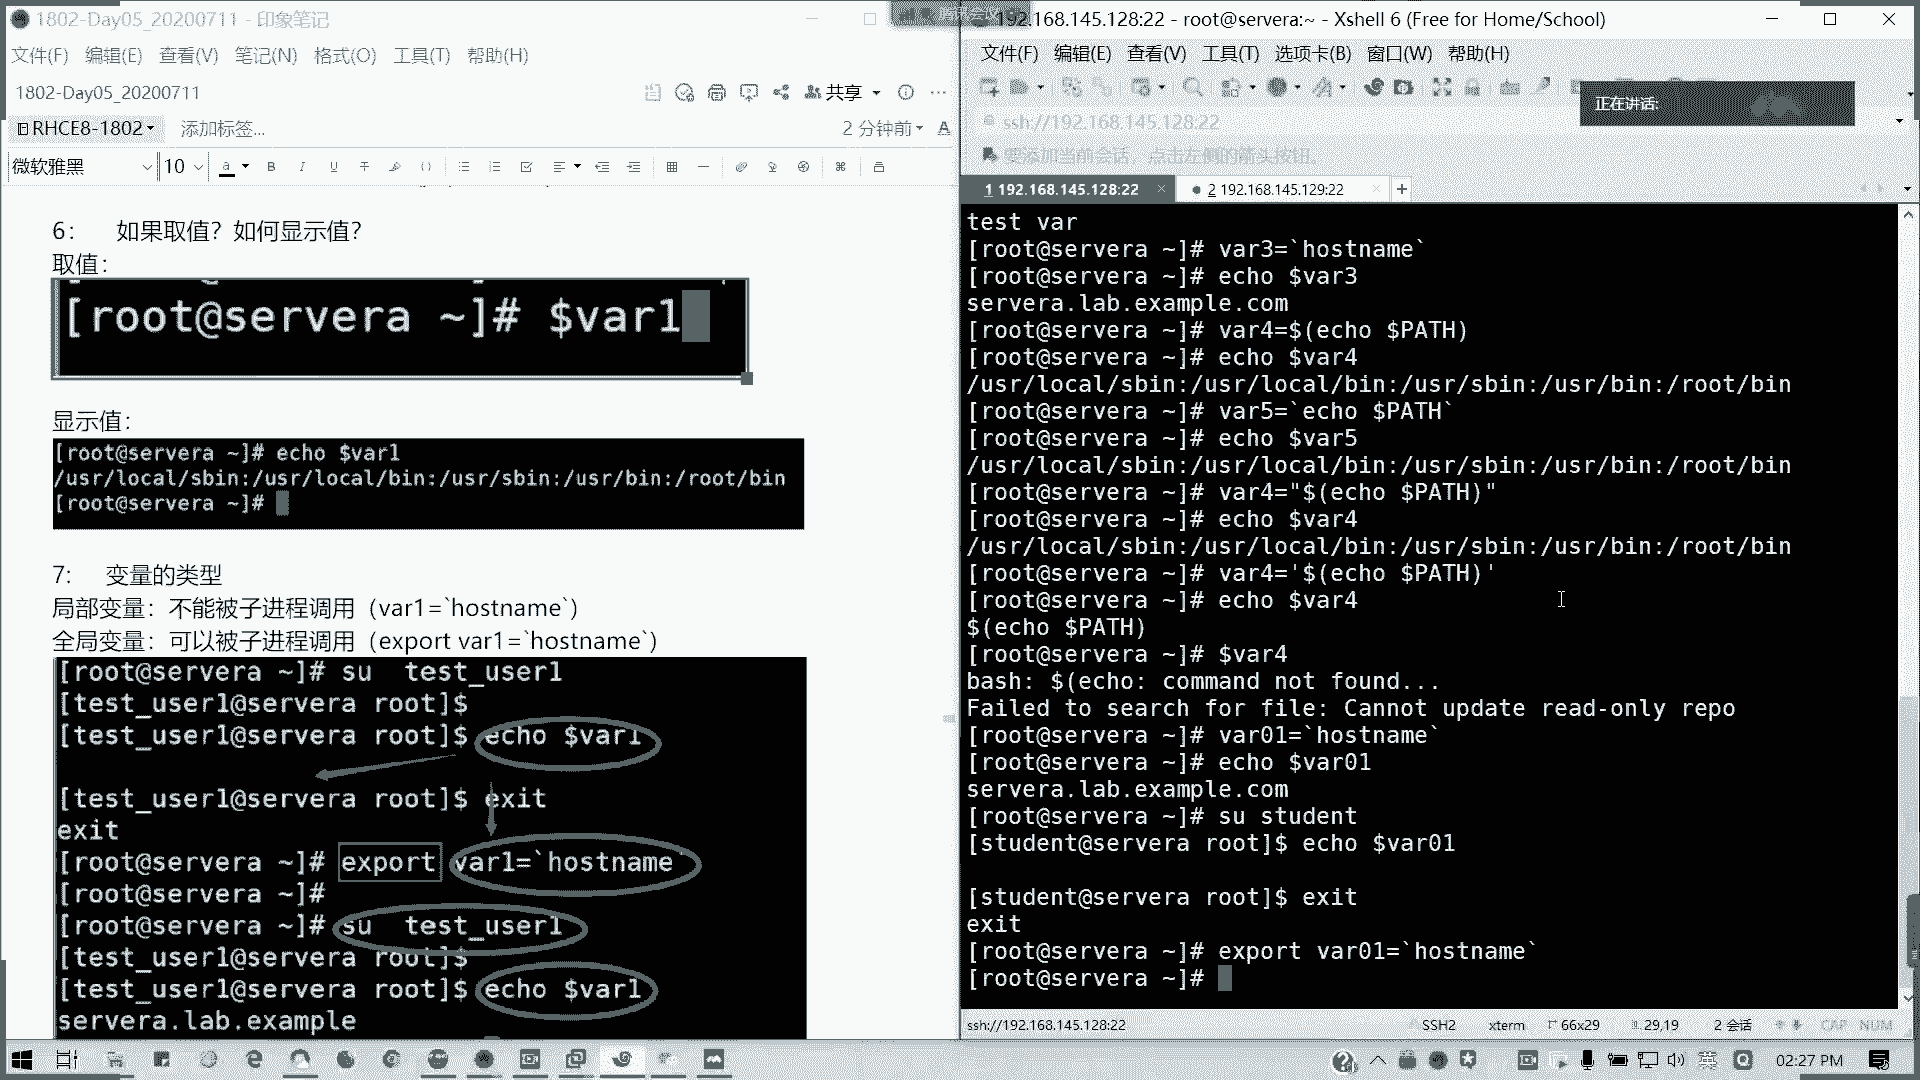 1802-Day05_20200711 - 印象笔记
文件(F) 编辑(E) 查看(V) 笔记(N) 格式(O) 工具(T) 帮助(H)
1802-Day05_20200711
共享
RHCE8-1802
添加标签...
2 分钟前
微软雅黑
10
6： 如果取值？如何显示值？
取值：
[root@servera ~]# $var1
显示值：
[root@servera ~]# echo $var1
/usr/local/sbin:/usr/local/bin:/usr/sbin:/usr/bin:/root/bin
[root@servera ~]#
7： 变量的类型
局部变量：不能被子进程调用（var1=`hostname`）
全局变量：可以被子进程调用（export var1=`hostname`）
[root@servera ~]# su  test_user1
[test_user1@servera root]$
[test_user1@servera root]$ echo $var1
[test_user1@servera root]$ exit
exit
[root@servera ~]# export var1=`hostname`
[root@servera ~]#
[root@servera ~]# su  test_user1
[test_user1@servera root]$
[test_user1@servera root]$ echo $var1
servera.lab.example
192.168.145.128:22 - root@servera:~ - Xshell 6 (Free for Home/School)
文件(F) 编辑(E) 查看(V) 工具(T) 选项卡(B) 窗口(W) 帮助(H)
正在讲话:
ssh://192.168.145.128:22
要添加当前会话，点击左侧的箭头按钮。
1 192.168.145.128:22
2 192.168.145.129:22
test var
[root@servera ~]# var3=`hostname`
[root@servera ~]# echo $var3
servera.lab.example.com
[root@servera ~]# var4=$(echo $PATH)
[root@servera ~]# echo $var4
/usr/local/sbin:/usr/local/bin:/usr/sbin:/usr/bin:/root/bin
[root@servera ~]# var5=`echo $PATH`
[root@servera ~]# echo $var5
/usr/local/sbin:/usr/local/bin:/usr/sbin:/usr/bin:/root/bin
[root@servera ~]# var4="$(echo $PATH)"
[root@servera ~]# echo $var4
/usr/local/sbin:/usr/local/bin:/usr/sbin:/usr/bin:/root/bin
[root@servera ~]# var4='$(echo $PATH)'
[root@servera ~]# echo $var4
$(echo $PATH)
[root@servera ~]# $var4
bash: $(echo: command not found...
Failed to search for file: Cannot update read-only repo
[root@servera ~]# var01=`hostname`
[root@servera ~]# echo $var01
servera.lab.example.com
[root@servera ~]# su student
[student@servera root]$ echo $var01
[student@servera root]$ exit
exit
[root@servera ~]# export var01=`hostname`
[root@servera ~]#
ssh://192.168.145.128:22
SSH2
xterm
66x29
29,19
2 会话
CAP NUM
英
02:27 PM